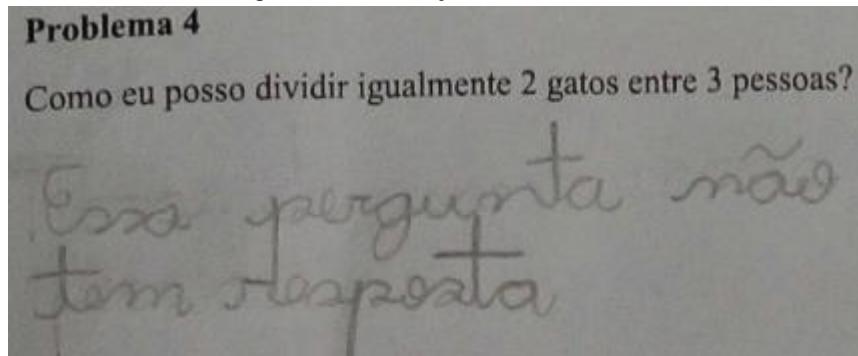 Problema 4
Como eu posso dividir igualmente 2 gatos entre 3 pessoas?
Essa pergunta não
tem resposta